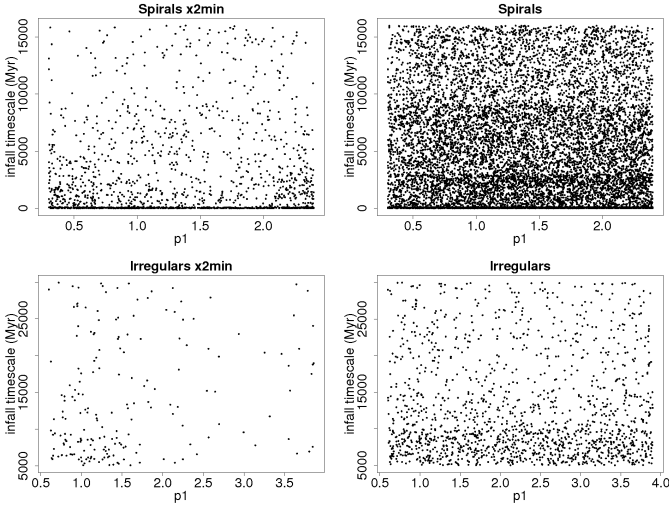 Spirals x2min
infall timescale (Myr)
0 5000 10000 15000
0.5 1.0 1.5 2.0
p1
Spirals
infall timescale (Myr)
0 5000 10000 15000
0.5 1.0 1.5 2.0
p1
Irregulars x2min
infall timescale (Myr)
5000 15000 25000
0.5 1.0 1.5 2.0 2.5 3.0 3.5
p1
Irregulars
infall timescale (Myr)
5000 15000 25000
0.5 1.0 1.5 2.0 2.5 3.0 3.5 4.0
p1